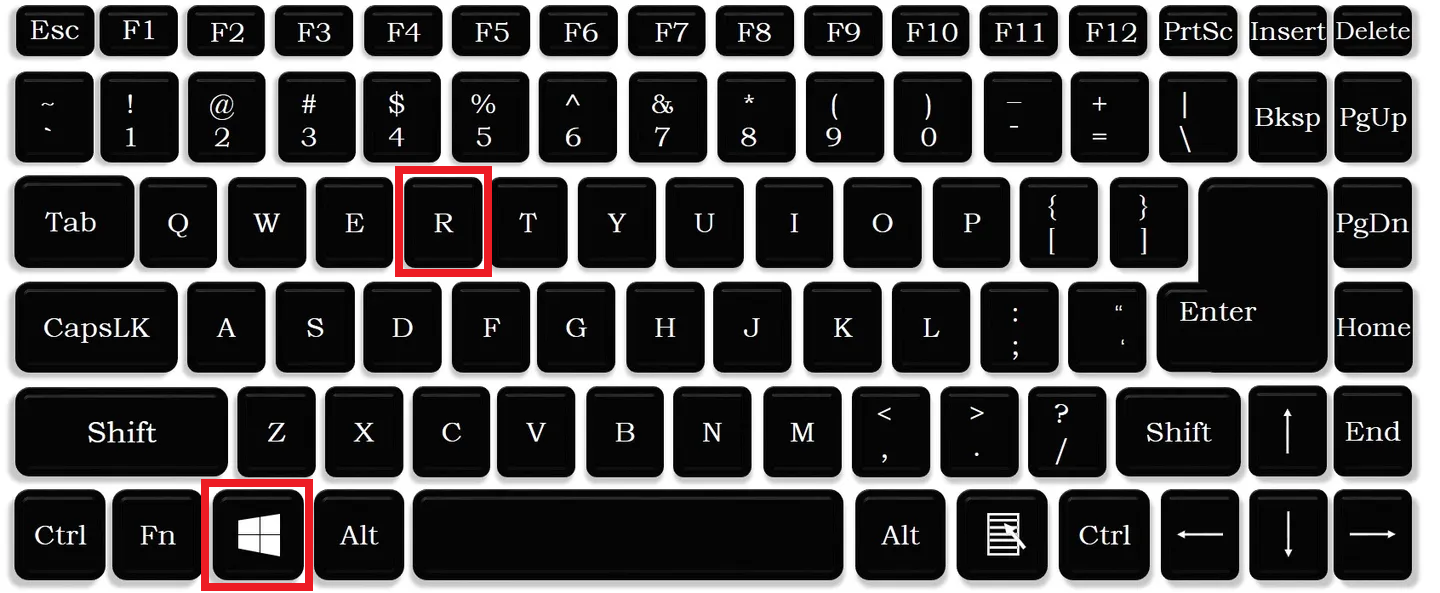 Esc F1 F2 F3 F4 F5 F6 F7 F8 F9 F10 F11 F12 PrtSc Insert Delete
~ ! @ # $ % ^ & * ( ) _ + |
` 1 2 3 4 5 6 7 8 9 0 - = \ Bksp PgUp
Tab Q W E R T Y U I O P { } PgDn
[ ]
CapsLK A S D F G H J K L : “ Enter Home
; ‘
Shift Z X C V B N M < > ? Shift ↑ End
, . /
Ctrl Fn Alt Alt Ctrl ← ↓ →